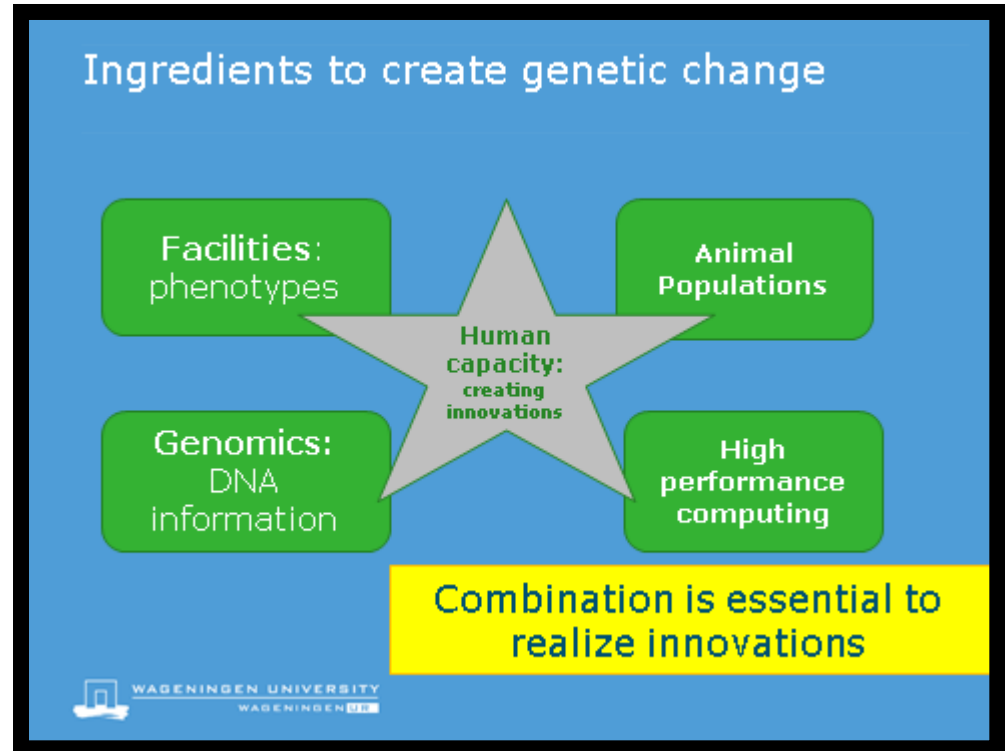 Ingredients to create genetic change
Facilities:
phenotypes
Animal
Populations
Human
capacity:
creating
innovations
Genomics:
DNA
information
High
performance
computing
Combination is essential to
realize innovations
WAGENINGEN UNIVERSITY
WAGENINGEN UR